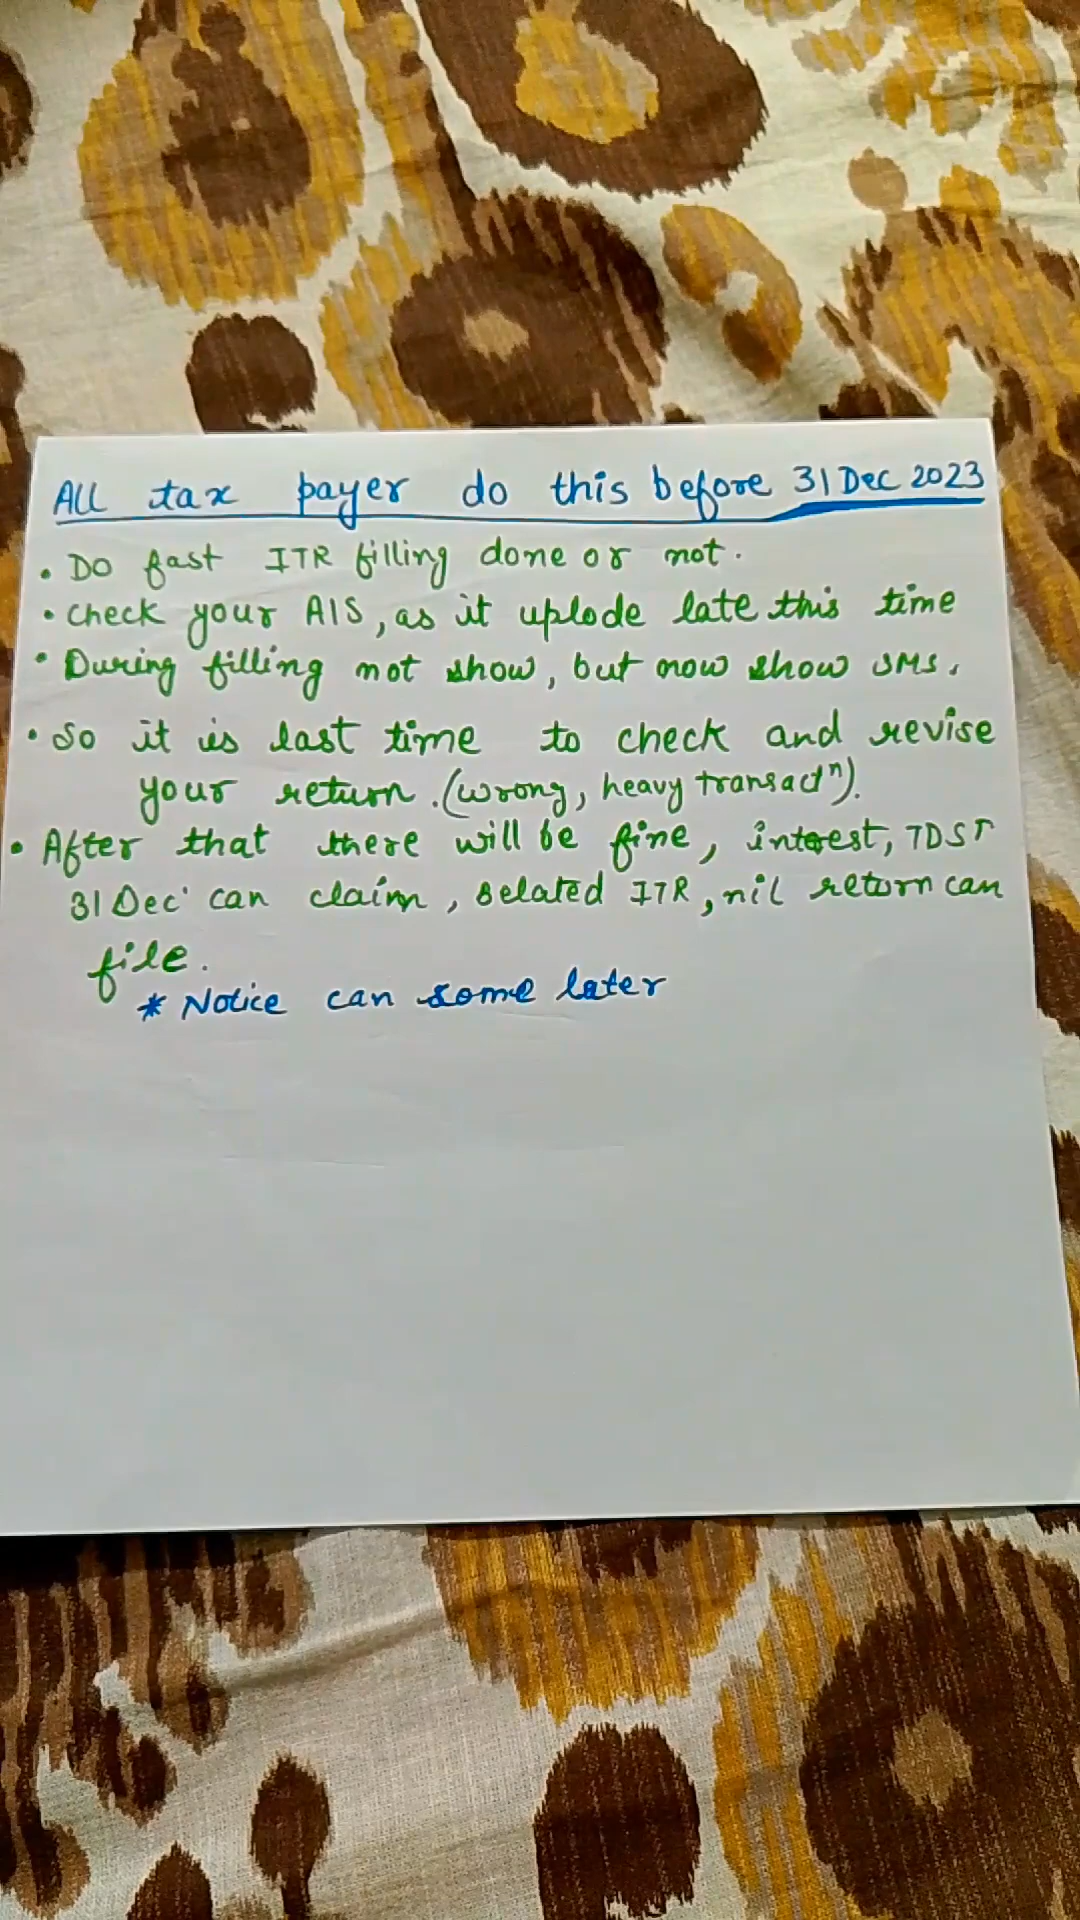 All tax payer do this before 31 Dec 2023
• Do fast ITR filling done or not.
• Check your AIS, as it uplode late this time
• During filling not show, but now show SMS.
• So it is last time to check and revise
your return. (wrong, heavy transactⁿ).
• After that there will be fine, interest, TDS↑
31 Dec' can claim, belated ITR, nil return can
file.
* Notice can some later